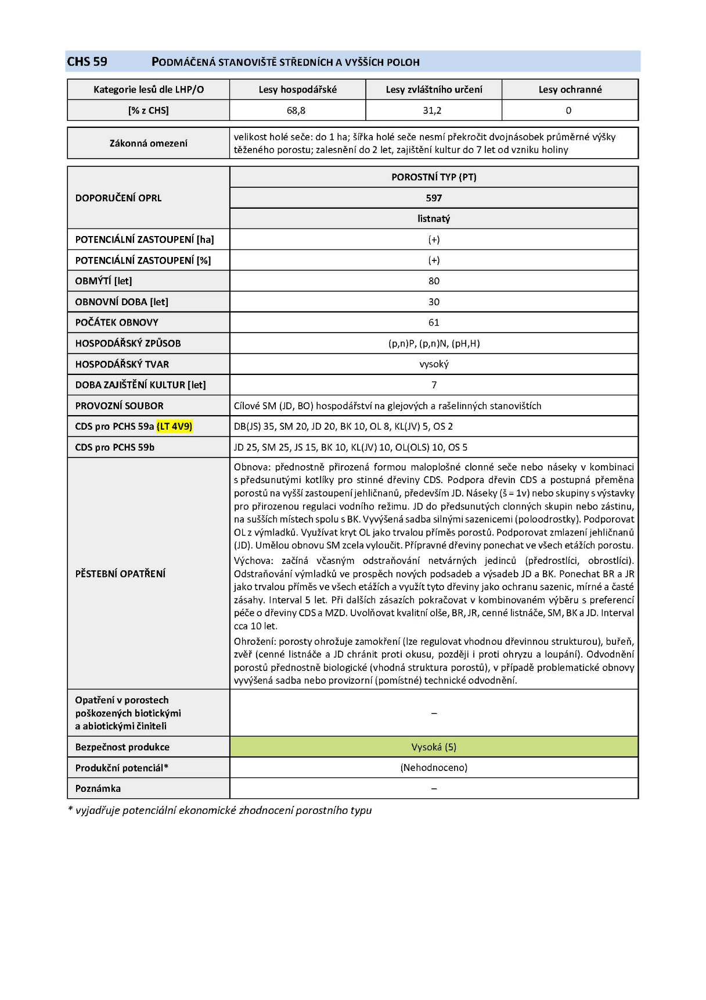 CHS 59 PODMÁČENÁ STANOVIŠTĚ STŘEDNÍCH A VYŠŠÍCH POLOH
Kategorie lesů dle LHP/O Lesy hospodářské Lesy zvláštního určení Lesy ochranné
[% z CHS] 68,8 31,2 0
Zákonná omezení
velikost holé seče: do 1 ha; šířka holé seče nesmí překročit dvojnásobek průměrné výšky
těženého porostu; zalesnění do 2 let, zajištění kultur do 7 let od vzniku holiny
DOPORUČENÍ OPRL
POROSTNÍ TYP (PT)
597
listnatý
POTENCIÁLNÍ ZASTOUPENÍ [ha] (+)
POTENCIÁLNÍ ZASTOUPENÍ [%] (+)
OBMÝTÍ [let] 80
OBNOVNÍ DOBA [let] 30
POČÁTEK OBNOVY 61
HOSPODÁŘSKÝ ZPŮSOB (p,n)P, (p,n)N, (pH,H)
HOSPODÁŘSKÝ TVAR vysoký
DOBA ZAJIŠTĚNÍ KULTUR [let] 7
PROVOZNÍ SOUBOR Cílové SM (JD, BO) hospodářství na glejových a rašelinných stanovištích
CDS pro PCHS 59a (LT 4V9) DB(JS) 35, SM 20, JD 20, BK 10, OL 8, KL(JV) 5, OS 2
CDS pro PCHS 59b JD 25, SM 25, JS 15, BK 10, KL(JV) 10, OL(OLS) 10, OS 5
PĚSTEBNÍ OPATŘENÍ
Obnova: přednostně přirozená formou maloplošné clonné seče nebo náseky v kombinaci
s předsunutými kotlíky pro stinné dřeviny CDS. Podpora dřevin CDS a postupná přeměna
porostů na vyšší zastoupení jehličnanů, především JD. Náseky (š = 1v) nebo skupiny s výstavky
pro přirozenou regulaci vodního režimu. JD do předsunutých clonných skupin nebo zástinu,
na sušších místech spolu s BK. Vyvýšená sadba silnými sazenicemi (poloodrostky). Podporovat
OL z výmladků. Využívat kryt OL jako trvalou příměs porostů. Podporovat zmlazení jehličnanů
(JD). Umělou obnovu SM zcela vyloučit. Přípravné dřeviny ponechat ve všech etážích porostu.
Výchova: začíná včasným odstraňování netvárných jedinců (předrostlíci, obrostlíci).
Odstraňování výmladků ve prospěch nových podsadeb a výsadeb JD a BK. Ponechat BR a JR
jako trvalou příměs ve všech etážích a využít tyto dřeviny jako ochranu sazenic, mírné a časté
zásahy. Interval 5 let. Při dalších zásazích pokračovat v kombinovaném výběru s preferencí
péče o dřeviny CDS a MZD. Uvolňovat kvalitní olše, BR, JR, cenné listnáče, SM, BK a JD. Interval
cca 10 let.
Ohrožení: porosty ohrožuje zamokření (lze regulovat vhodnou dřevinnou strukturou), buřeň,
zvěř (cenné listnáče a JD chránit proti okusu, později i proti ohryzu a loupání). Odvodnění
porostů přednostně biologické (vhodná struktura porostů), v případě problematické obnovy
vyvýšená sadba nebo provizorní (pomístné) technické odvodnění.
Opatření v porostech
poškozených biotickými
a abiotickými činiteli
–
Bezpečnost produkce Vysoká (5)
Produkční potenciál* (Nehodnoceno)
Poznámka –
* vyjadřuje potenciální ekonomické zhodnocení porostního typu